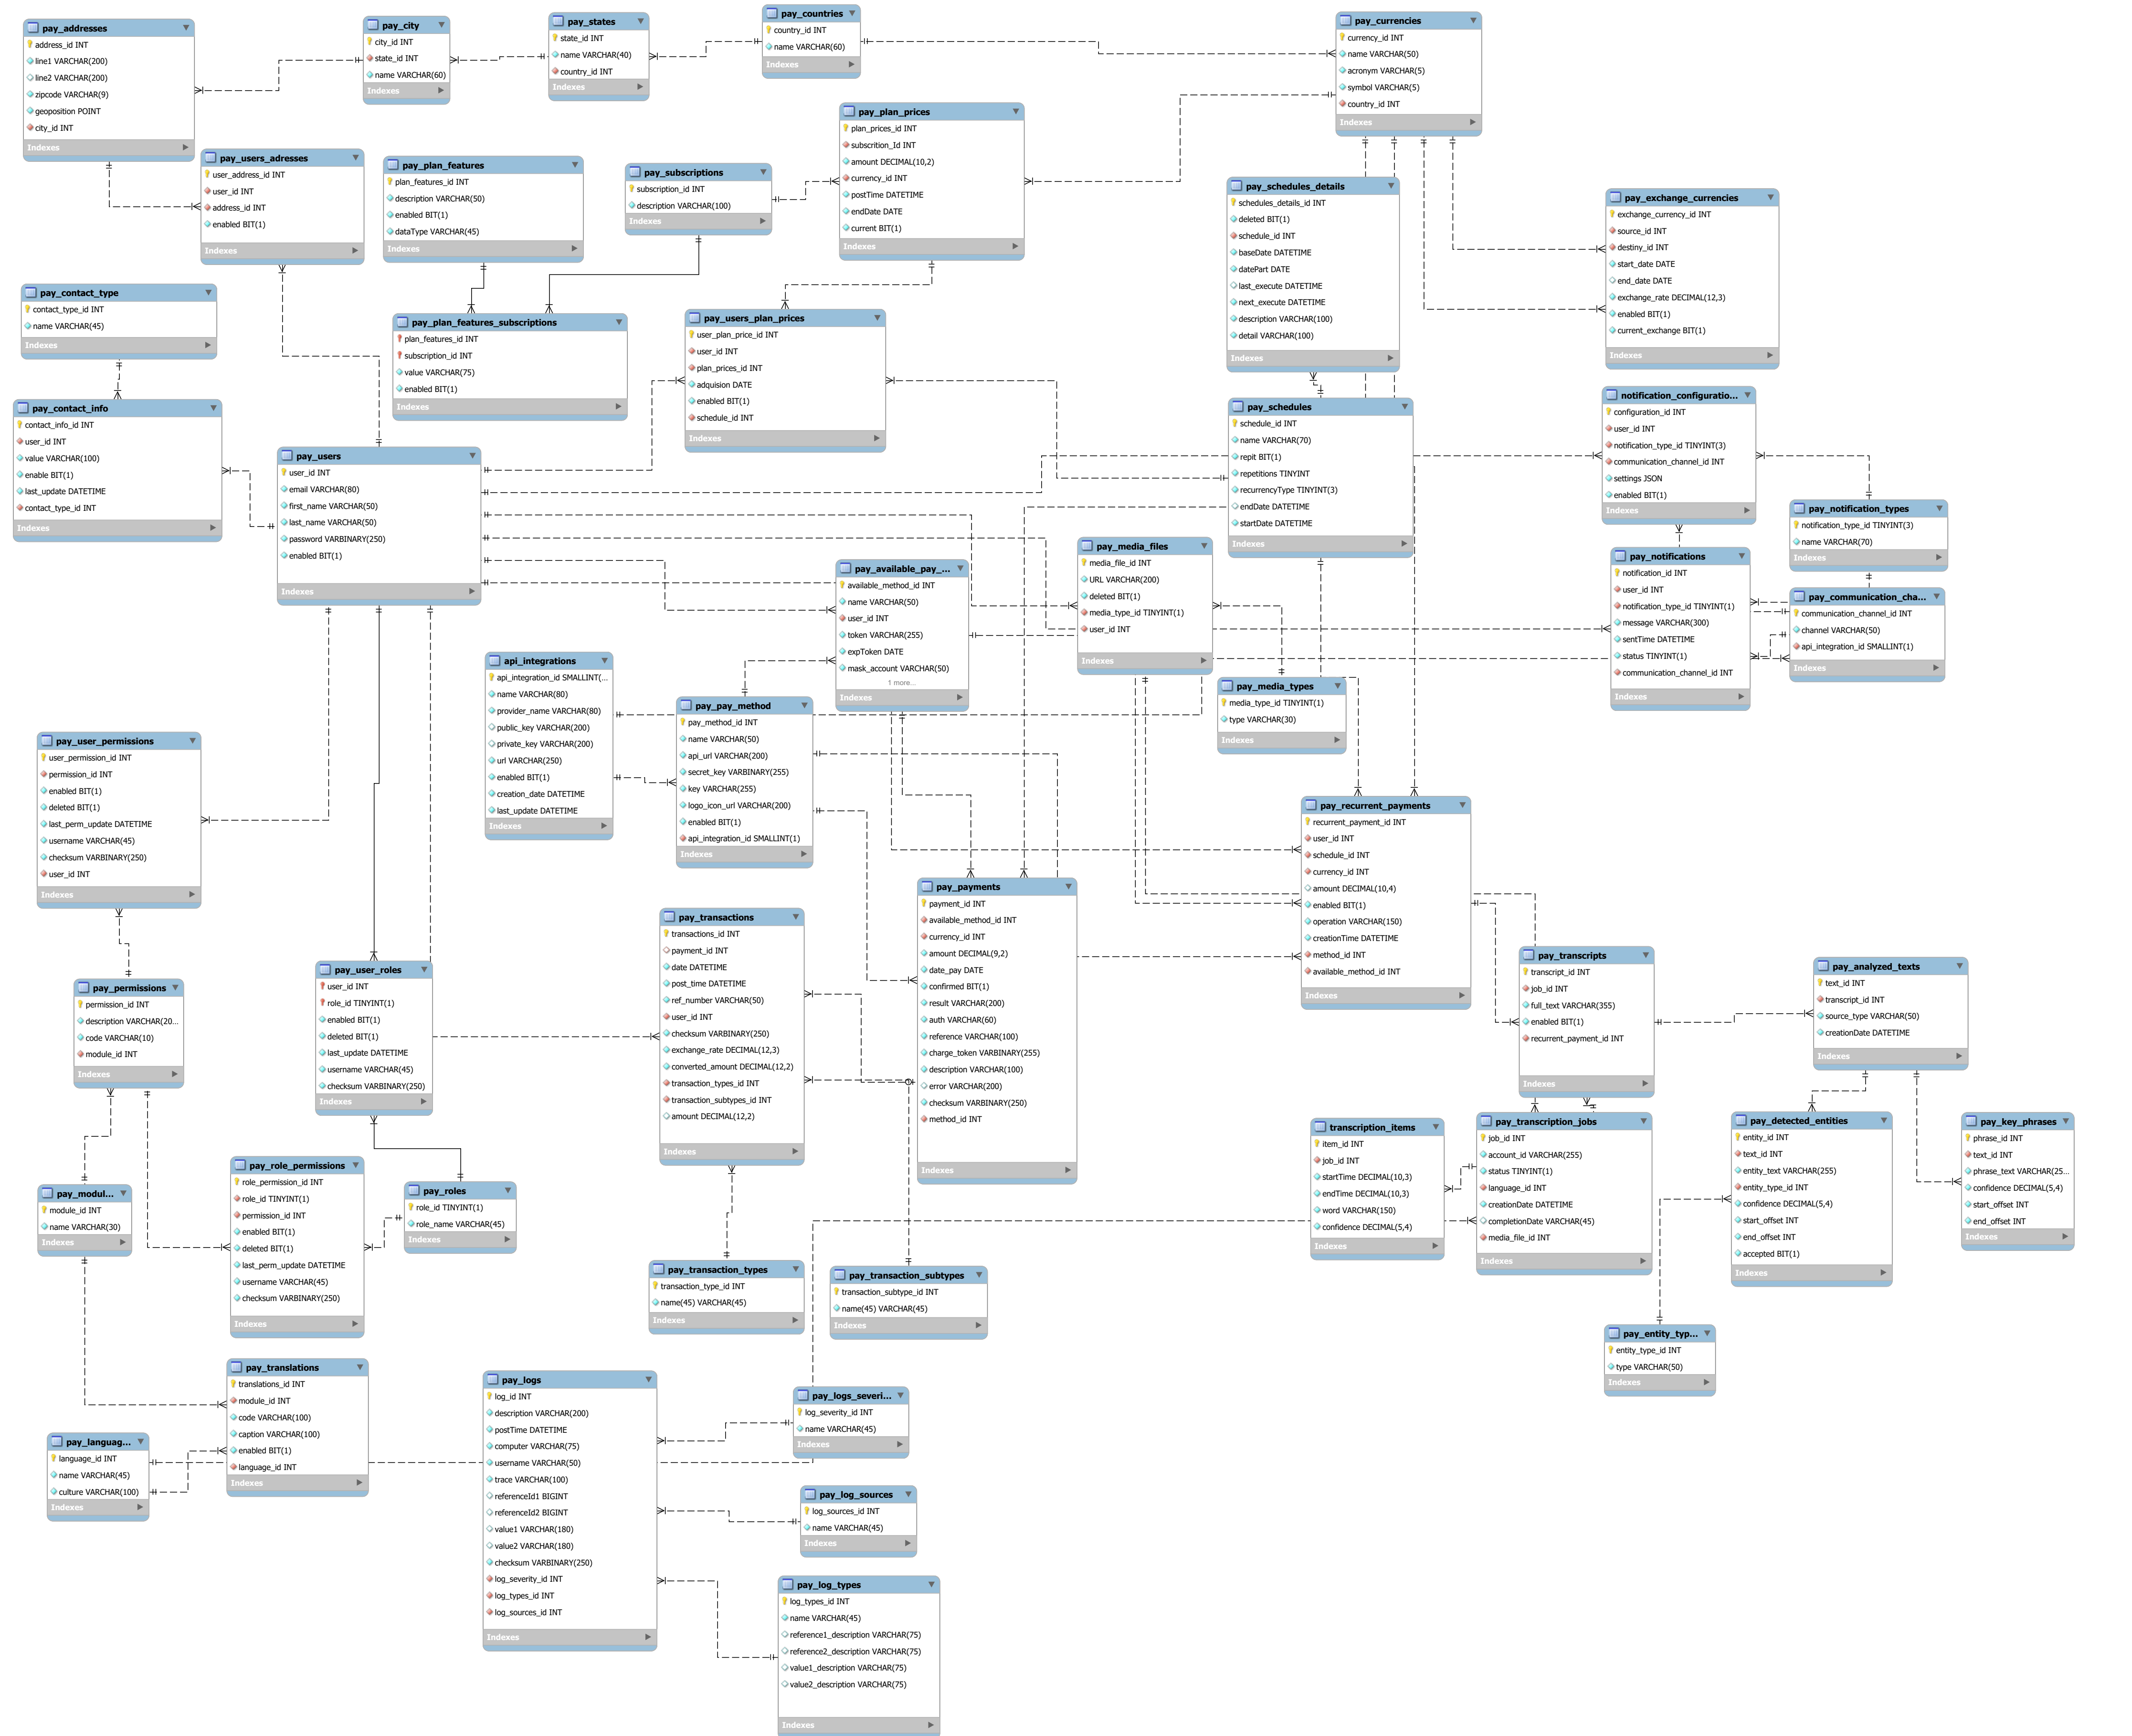 pay_addresses
address_id INT
line1 VARCHAR(200)
line2 VARCHAR(200)
zipcode VARCHAR(9)
geoposition POINT
city_id INT
Indexes
pay_city
city_id INT
state_id INT
name VARCHAR(60)
Indexes
pay_states
state_id INT
name VARCHAR(40)
country_id INT
Indexes
pay_countries
country_id INT
name VARCHAR(60)
Indexes
pay_currencies
currency_id INT
name VARCHAR(50)
acronym VARCHAR(5)
symbol VARCHAR(5)
country_id INT
Indexes
pay_users_adresses
user_address_id INT
user_id INT
address_id INT
enabled BIT(1)
Indexes
pay_plan_features
plan_features_id INT
description VARCHAR(50)
enabled BIT(1)
dataType VARCHAR(45)
Indexes
pay_subscriptions
subscription_id INT
description VARCHAR(100)
Indexes
pay_plan_prices
plan_prices_id INT
subscrition_Id INT
amount DECIMAL(10,2)
currency_id INT
postTime DATETIME
endDate DATE
current BIT(1)
Indexes
pay_schedules_details
schedules_details_id INT
deleted BIT(1)
schedule_id INT
baseDate DATETIME
datePart DATE
last_execute DATETIME
next_execute DATETIME
description VARCHAR(100)
detail VARCHAR(100)
Indexes
pay_exchange_currencies
exchange_currency_id INT
source_id INT
destiny_id INT
start_date DATE
end_date DATE
exchange_rate DECIMAL(12,3)
enabled BIT(1)
current_exchange BIT(1)
Indexes
pay_contact_type
contact_type_id INT
name VARCHAR(45)
Indexes
pay_plan_features_subscriptions
plan_features_id INT
subscription_id INT
value VARCHAR(75)
enabled BIT(1)
Indexes
pay_users_plan_prices
user_plan_price_id INT
user_id INT
plan_prices_id INT
adquision DATE
enabled BIT(1)
schedule_id INT
Indexes
pay_contact_info
contact_info_id INT
user_id INT
value VARCHAR(100)
enable BIT(1)
last_update DATETIME
contact_type_id INT
Indexes
pay_users
user_id INT
email VARCHAR(80)
first_name VARCHAR(50)
last_name VARCHAR(50)
password VARBINARY(250)
enabled BIT(1)
Indexes
pay_schedules
schedule_id INT
name VARCHAR(70)
repit BIT(1)
repetitions TINYINT
recurrencyType TINYINT(3)
endDate DATETIME
startDate DATETIME
Indexes
notification_configuratio...
configuration_id INT
user_id INT
notification_type_id TINYINT(3)
communication_channel_id INT
settings JSON
enabled BIT(1)
Indexes
pay_notification_types
notification_type_id TINYINT(3)
name VARCHAR(70)
Indexes
pay_notifications
notification_id INT
user_id INT
notification_type_id TINYINT(1)
message VARCHAR(300)
sentTime DATETIME
status TINYINT(1)
communication_channel_id INT
Indexes
pay_communication_cha...
communication_channel_id INT
channel VARCHAR(50)
api_integration_id SMALLINT(1)
Indexes
pay_available_pay_...
available_method_id INT
name VARCHAR(50)
user_id INT
token VARCHAR(255)
expToken DATE
mask_account VARCHAR(50)
1 more...
Indexes
pay_media_files
media_file_id INT
URL VARCHAR(200)
deleted BIT(1)
media_type_id TINYINT(1)
user_id INT
Indexes
pay_media_types
media_type_id TINYINT(1)
type VARCHAR(30)
Indexes
api_integrations
api_integration_id SMALLINT(...
name VARCHAR(80)
provider_name VARCHAR(80)
public_key VARCHAR(200)
private_key VARCHAR(200)
url VARCHAR(250)
enabled BIT(1)
creation_date DATETIME
last_update DATETIME
Indexes
pay_pay_method
pay_method_id INT
name VARCHAR(50)
api_url VARCHAR(200)
secret_key VARBINARY(255)
key VARCHAR(255)
logo_icon_url VARCHAR(200)
enabled BIT(1)
api_integration_id SMALLINT(1)
Indexes
pay_user_permissions
user_permission_id INT
permission_id INT
enabled BIT(1)
deleted BIT(1)
last_perm_update DATETIME
username VARCHAR(45)
checksum VARBINARY(250)
user_id INT
Indexes
pay_recurrent_payments
recurrent_payment_id INT
user_id INT
schedule_id INT
currency_id INT
amount DECIMAL(10,4)
enabled BIT(1)
operation VARCHAR(150)
creationTime DATETIME
method_id INT
available_method_id INT
Indexes
pay_payments
payment_id INT
available_method_id INT
currency_id INT
amount DECIMAL(9,2)
date_pay DATE
confirmed BIT(1)
result VARCHAR(200)
auth VARCHAR(60)
reference VARCHAR(100)
charge_token VARBINARY(255)
description VARCHAR(100)
error VARCHAR(200)
checksum VARBINARY(250)
method_id INT
Indexes
pay_transactions
transactions_id INT
payment_id INT
date DATETIME
post_time DATETIME
ref_number VARCHAR(50)
user_id INT
checksum VARBINARY(250)
exchange_rate DECIMAL(12,3)
converted_amount DECIMAL(12,2)
transaction_types_id INT
transaction_subtypes_id INT
amount DECIMAL(12,2)
Indexes
pay_user_roles
user_id INT
role_id TINYINT(1)
enabled BIT(1)
deleted BIT(1)
last_update DATETIME
username VARCHAR(45)
checksum VARBINARY(250)
Indexes
pay_permissions
permission_id INT
description VARCHAR(20...
code VARCHAR(10)
module_id INT
Indexes
pay_transcripts
transcript_id INT
job_id INT
full_text VARCHAR(355)
enabled BIT(1)
recurrent_payment_id INT
Indexes
pay_analyzed_texts
text_id INT
transcript_id INT
source_type VARCHAR(50)
creationDate DATETIME
Indexes
transcription_items
item_id INT
job_id INT
startTime DECIMAL(10,3)
endTime DECIMAL(10,3)
word VARCHAR(150)
confidence DECIMAL(5,4)
Indexes
pay_transcription_jobs
job_id INT
account_id VARCHAR(255)
status TINYINT(1)
language_id INT
creationDate DATETIME
completionDate VARCHAR(45)
media_file_id INT
Indexes
pay_detected_entities
entity_id INT
text_id INT
entity_text VARCHAR(255)
entity_type_id INT
confidence DECIMAL(5,4)
start_offset INT
end_offset INT
accepted BIT(1)
Indexes
pay_key_phrases
phrase_id INT
text_id INT
phrase_text VARCHAR(25...
confidence DECIMAL(5,4)
start_offset INT
end_offset INT
Indexes
pay_modul...
module_id INT
name VARCHAR(30)
Indexes
pay_role_permissions
role_permission_id INT
role_id TINYINT(1)
permission_id INT
enabled BIT(1)
deleted BIT(1)
last_perm_update DATETIME
username VARCHAR(45)
checksum VARBINARY(250)
Indexes
pay_roles
role_id TINYINT(1)
role_name VARCHAR(45)
Indexes
pay_transaction_types
transaction_type_id INT
name(45) VARCHAR(45)
Indexes
pay_transaction_subtypes
transaction_subtype_id INT
name(45) VARCHAR(45)
Indexes
pay_entity_typ...
entity_type_id INT
type VARCHAR(50)
Indexes
pay_translations
translations_id INT
module_id INT
code VARCHAR(100)
caption VARCHAR(100)
enabled BIT(1)
language_id INT
Indexes
pay_languag...
language_id INT
name VARCHAR(45)
culture VARCHAR(100)
Indexes
pay_logs
log_id INT
description VARCHAR(200)
postTime DATETIME
computer VARCHAR(75)
username VARCHAR(50)
trace VARCHAR(100)
referenceId1 BIGINT
referenceId2 BIGINT
value1 VARCHAR(180)
value2 VARCHAR(180)
checksum VARBINARY(250)
log_severity_id INT
log_types_id INT
log_sources_id INT
Indexes
pay_logs_severi...
log_severity_id INT
name VARCHAR(45)
Indexes
pay_log_sources
log_sources_id INT
name VARCHAR(45)
Indexes
pay_log_types
log_types_id INT
name VARCHAR(45)
reference1_description VARCHAR(75)
reference2_description VARCHAR(75)
value1_description VARCHAR(75)
value2_description VARCHAR(75)
Indexes